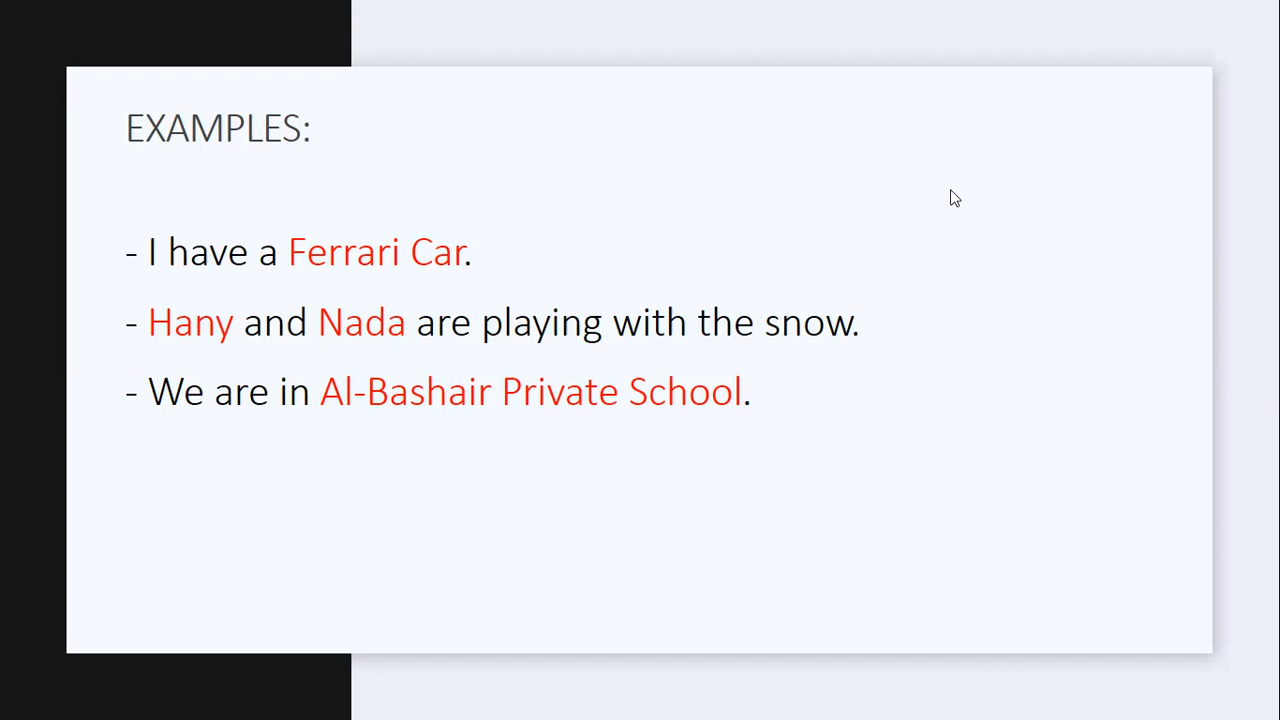 EXAMPLES:
- I have a Ferrari Car.
- Hany and Nada are playing with the snow.
- We are in Al-Bashair Private School.